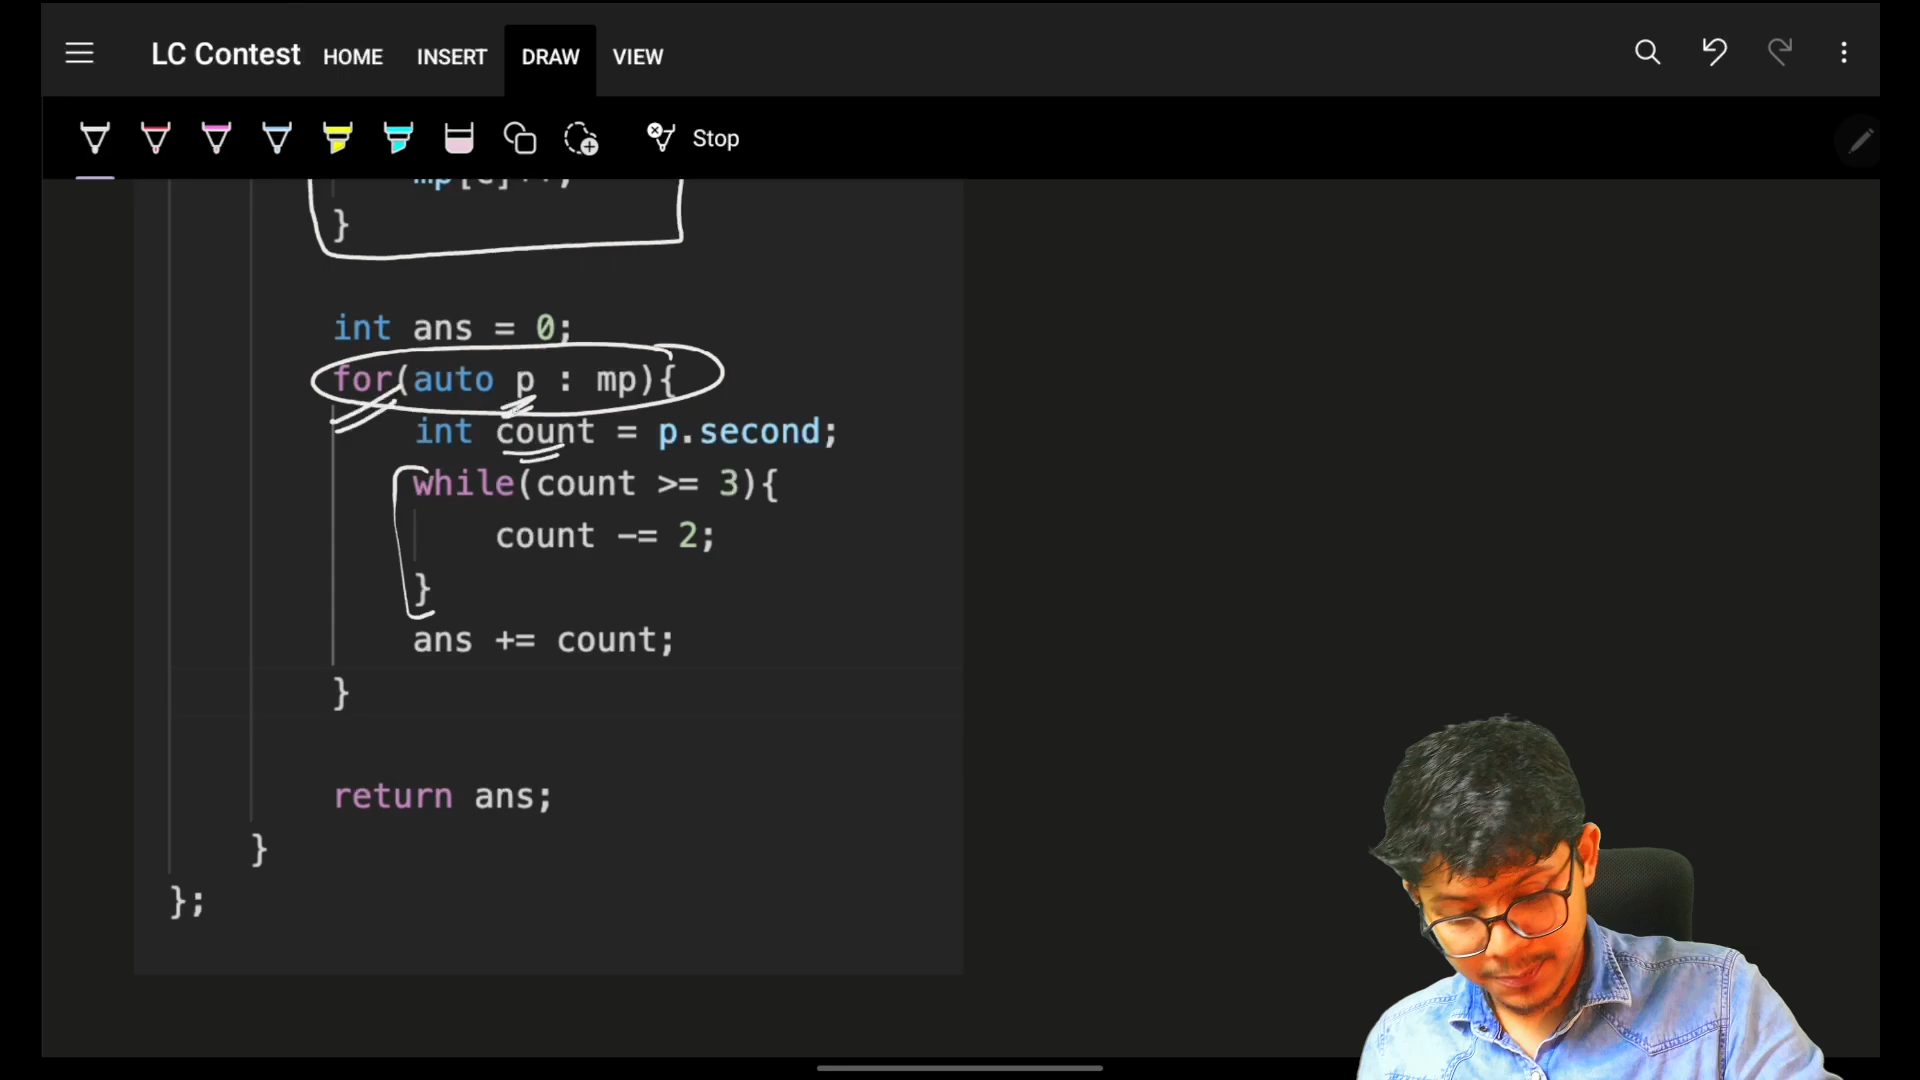 LC Contest HOME INSERT DRAW VIEW
Stop
mp[c]++;
}
int ans = 0;
for(auto p : mp){
int count = p.second;
while(count >= 3){
count -= 2;
}
ans += count;
}
return ans;
}
};